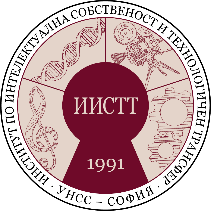 ИНСТИТУТ ПО ИНТЕЛЕКТУАЛНА СОБСТВЕНОСТ И ТЕХНОЛОГИЧЕН ТРАНСФЕР
· УНСС – СОФИЯ ·
ИИСТТ
1991